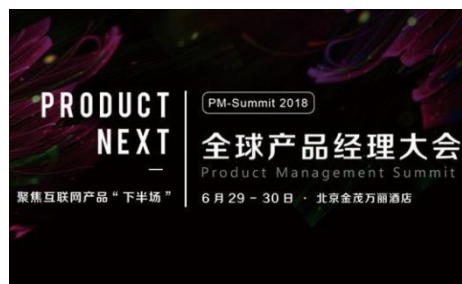 PRODUCT
NEXT
聚焦互联网产品“下半场”
PM-Summit 2018
全球产品经理大会
Product Management Summit
6月29－30日 · 北京金茂万丽酒店